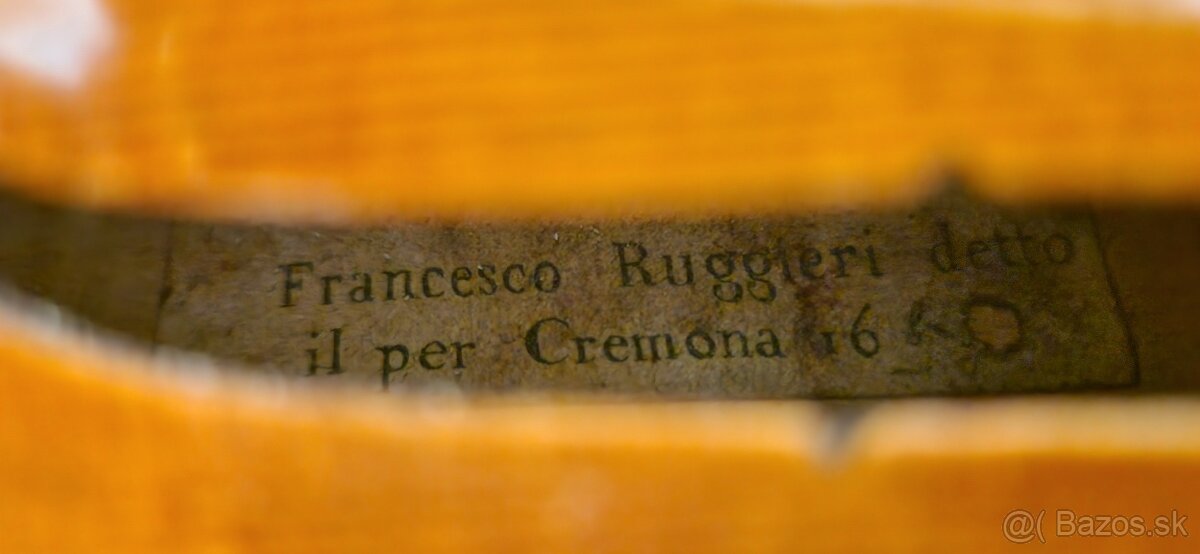 Francesco Ruggieri detto
il per Cremona 16
@( Bazos.sk